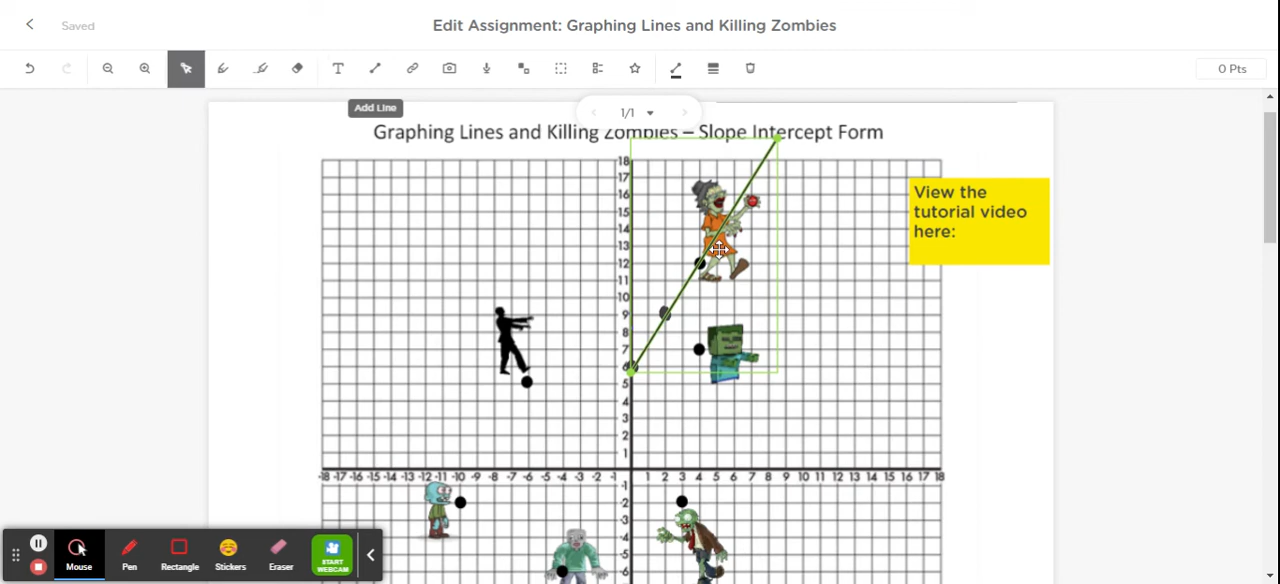 Saved
Edit Assignment: Graphing Lines and Killing Zombies
T
0 Pts
Add Line
1/1
Graphing Lines and Killing Zombies – Slope Intercept Form
View the
tutorial video
here:
18
17
16
15
14
13
12
11
10
9
8
7
6
5
4
3
2
1
-18 -17 -16 -15 -14 -13 -12 -11 -10 -9 -8 -7 -6 -5 -4 -3 -2 -1 1 2 3 4 5 6 7 8 9 10 11 12 13 14 15 16 17 18
-1
-2
-3
-4
-5
-6
Mouse
Pen
Rectangle
Stickers
Eraser
START
WEBCAM